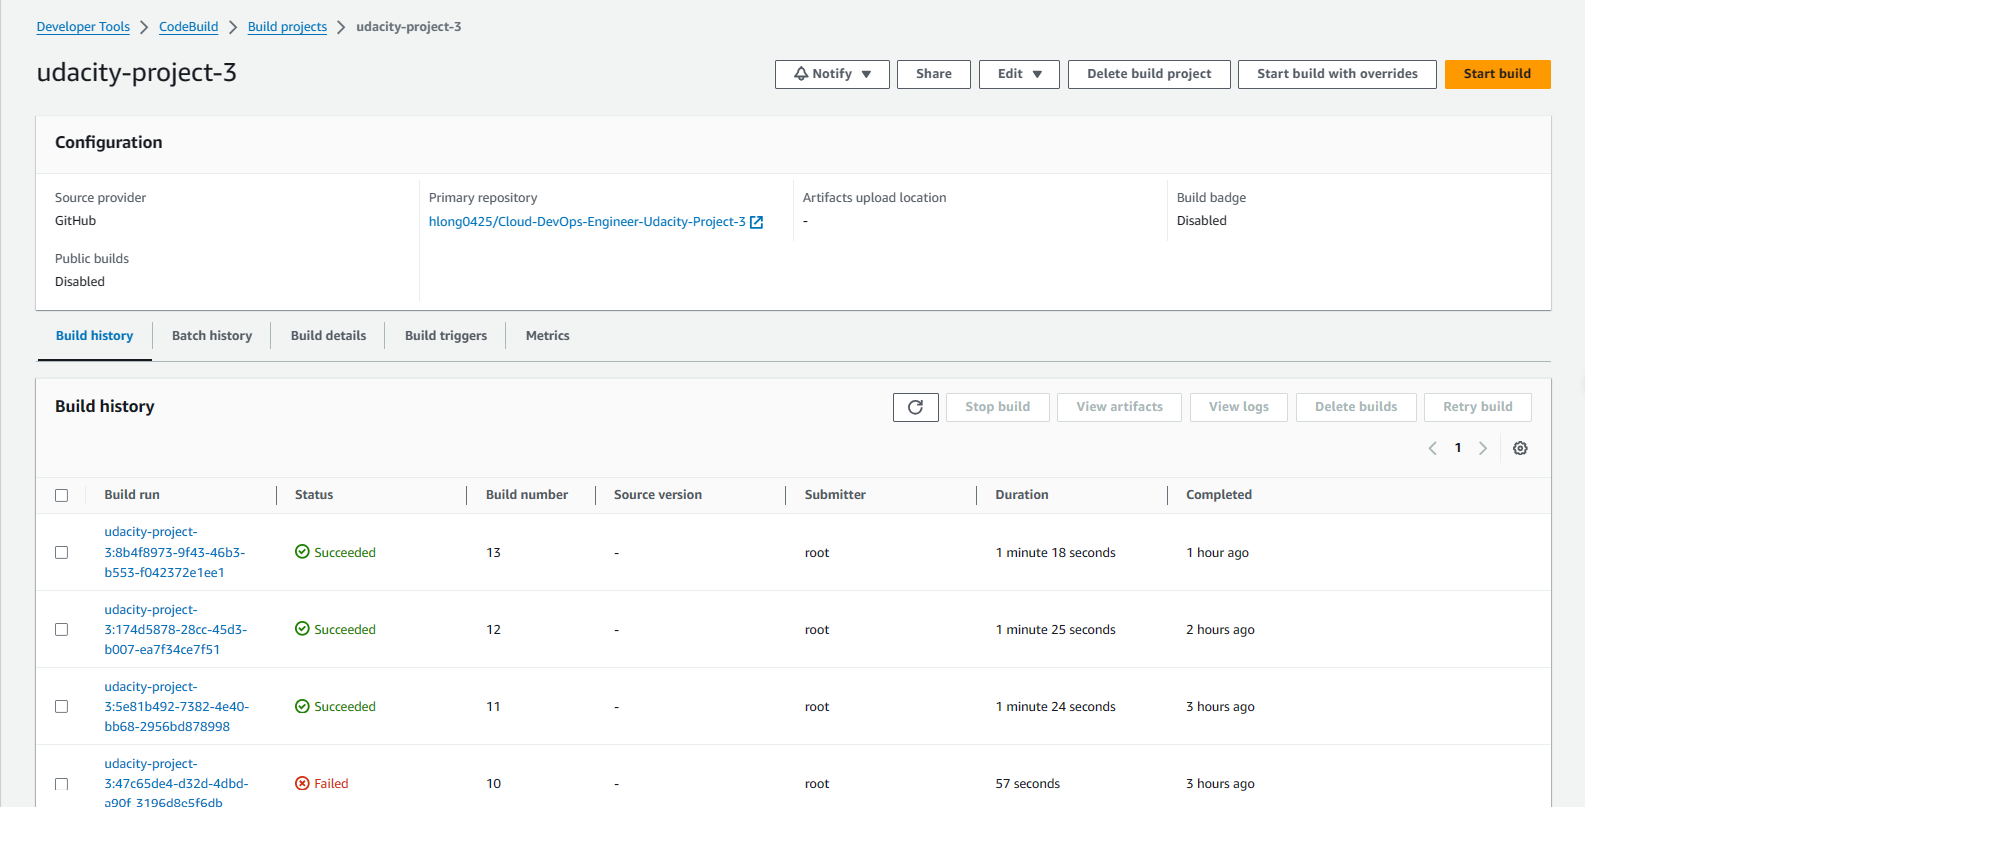 Developer Tools > CodeBuild > Build projects > udacity-project-3
udacity-project-3
Notify Share Edit Delete build project Start build with overrides Start build
Configuration
Source provider Primary repository Artifacts upload location Build badge
GitHub hlong0425/Cloud-DevOps-Engineer-Udacity-Project-3 - Disabled
Public builds
Disabled
Build history Batch history Build details Build triggers Metrics
Build history
Stop build View artifacts View logs Delete builds Retry build
1
Build run Status Build number Source version Submitter Duration Completed
udacity-project-
3:8b4f8973-9f43-46b3- Succeeded 13 - root 1 minute 18 seconds 1 hour ago
b553-f042372e1ee1
udacity-project-
3:174d5878-28cc-45d3- Succeeded 12 - root 1 minute 25 seconds 2 hours ago
b007-ea7f34ce7f51
udacity-project-
3:5e81b492-7382-4e40- Succeeded 11 - root 1 minute 24 seconds 3 hours ago
bb68-2956bd878998
udacity-project-
3:47c65de4-d32d-4dbd- Failed 10 - root 57 seconds 3 hours ago
a90f-3196d8e5f6db